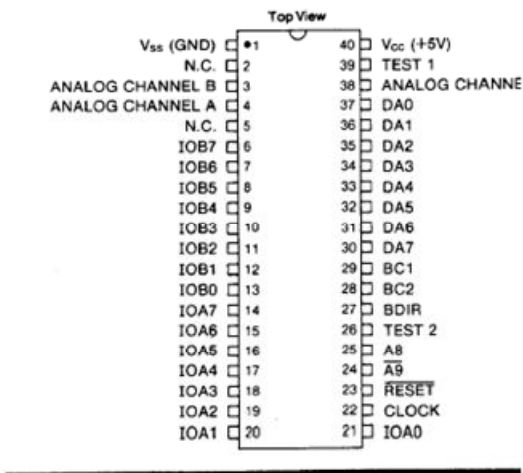 Top View
Vss (GND) 1 40 Vcc (+5V)
N.C. 2 39 TEST 1
ANALOG CHANNEL B 3 38 ANALOG CHANNE
ANALOG CHANNEL A 4 37 DA0
N.C. 5 36 DA1
IOB7 6 35 DA2
IOB6 7 34 DA3
IOB5 8 33 DA4
IOB4 9 32 DA5
IOB3 10 31 DA6
IOB2 11 30 DA7
IOB1 12 29 BC1
IOB0 13 28 BC2
IOA7 14 27 BDIR
IOA6 15 26 TEST 2
IOA5 16 25 A8
IOA4 17 24 A̅9̅
IOA3 18 23 R̅E̅S̅E̅T̅
IOA2 19 22 CLOCK
IOA1 20 21 IOA0